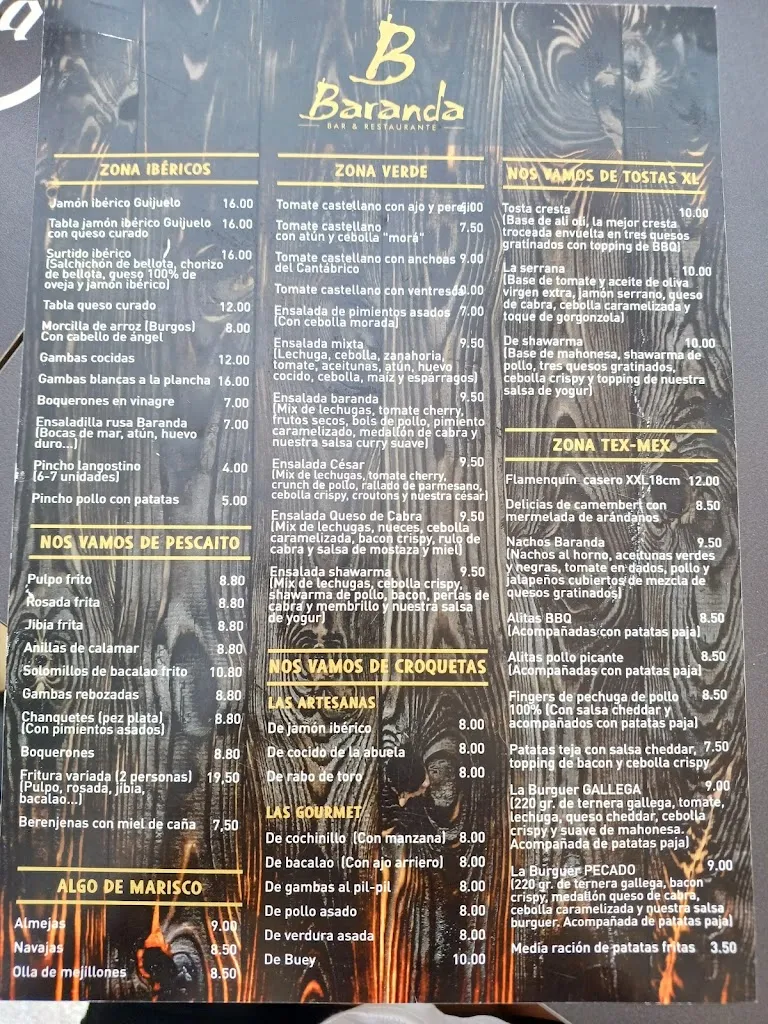 B
Baranda
BAR & RESTAURANTE
ZONA IBÉRICOS
Jamón ibérico Guijuelo 16.00
Tabla jamón ibérico Guijuelo 16.00
con queso curado
Surtido ibérico 16.00
(Salchichón de bellota, chorizo
de bellota, queso 100% de
oveja y jamón ibérico)
Tabla queso curado 12.00
Morcilla de arroz (Burgos) 8.00
Con cabello de ángel
Gambas cocidas 12.00
Gambas blancas a la plancha 16.00
Boquerones en vinagre 7.00
Ensaladilla rusa Baranda 7.00
(Bocas de mar, atún, huevo
duro...)
Pincho langostino 4.00
(6-7 unidades)
Pincho pollo con patatas 5.00
NOS VAMOS DE PESCAITO
Pulpo frito 8.80
Rosada frita 8.80
Jibia frita 8.80
Anillas de calamar 8.80
Solomillos de bacalao frito 10.80
Gambas rebozadas 8.80
Chanquetes (pez plata) 8.80
(Con pimientos asados)
Boquerones 8.80
Fritura variada (2 personas) 19,50
(Pulpo, rosada, jibia,
bacalao...)
Berenjenas con miel de caña 7,50
ALGO DE MARISCO
Almejas 9.00
Navajas 8.50
Olla de mejillones 8.50
ZONA VERDE
Tomate castellano con ajo y perejil
Tomate castellano 7.50
con atún y cebolla "morá"
Tomate castellano con anchoas 9.00
del Cantábrico
Tomate castellano con ventresca
Ensalada de pimientos asados 7.00
(Con cebolla morada)
Ensalada mixta 9.50
(Lechuga, cebolla, zanahoria,
tomate, aceitunas, atún, huevo
cocido, cebolla, maíz y espárragos)
Ensalada baranda 9.50
(Mix de lechugas, tomate cherry,
frutos secos, bols de pollo, pimiento
caramelizado, medallón de cabra y
nuestra salsa curry suave)
Ensalada César 9.50
(Mix de lechugas, tomate cherry,
crunch de pollo, rallado de parmesano,
cebolla crispy, croutons y nuestra césar)
Ensalada Queso de Cabra 9.50
(Mix de lechugas, nueces, cebolla
caramelizada, bacon crispy, rulo de
cabra y salsa de mostaza y miel)
Ensalada shawarma 9.50
(Mix de lechugas, cebolla crispy,
shawarma de pollo, bacon, perlas de
cabra y membrillo y nuestra salsa
de yogur)
NOS VAMOS DE CROQUETAS
LAS ARTESANAS
De jamón ibérico 8.00
De cocido de la abuela 8.00
De rabo de toro 8.00
LAS GOURMET
De cochinillo (Con manzana) 8.00
De bacalao (Con ajo arriero) 8.00
De gambas al pil-pil 8.00
De pollo asado 8.00
De verdura asada 8.00
De Buey 10.00
NOS VAMOS DE TOSTAS XL
Tosta cresta 10.00
(Base de ali oli, la mejor cresta
troceada envuelta en tres quesos
gratinados con topping de BBQ)
La serrana 10.00
(Base de tomate y aceite de oliva
virgen extra, jamón serrano, queso
de cabra, cebolla caramelizada y
toque de gorgonzola)
De shawarma 10.00
(Base de mahonesa, shawarma de
pollo, tres quesos gratinados,
cebolla crispy y topping de nuestra
salsa de yogur)
ZONA TEX-MEX
Flamenquín casero XXL18cm 12.00
Delicias de camembert con 8.50
mermelada de arándanos
Nachos Baranda 9.50
(Nachos al horno, aceitunas verdes
y negras, tomate en dados, pollo y
jalapeños cubiertos de mezcla de
quesos gratinados)
Alitas BBQ 8.50
(Acompañadas con patatas paja)
Alitas pollo picante 8.50
(Acompañadas con patatas paja)
Fingers de pechuga de pollo 8.50
100% (Con salsa cheddar y
acompañados con patatas paja)
Patatas teja con salsa cheddar, 7.50
topping de bacon y cebolla crispy
La Burguer GALLEGA 9.00
(220 gr. de ternera gallega, tomate,
lechuga, queso cheddar, cebolla
crispy y suave de mahonesa.
Acompañada de patatas paja)
La Burguer PECADO 9.00
(220 gr. de ternera gallega, bacon
crispy, medallón queso de cabra,
cebolla caramelizada y nuestra salsa
burguer. Acompañada de patatas paja)
Media ración de patatas fritas 3.50